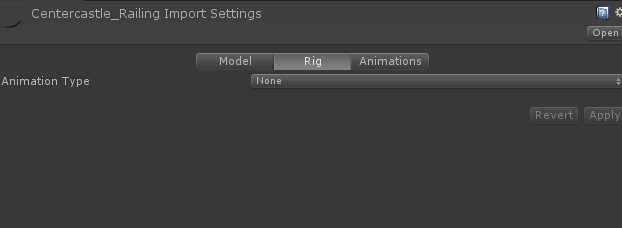 Centercastle_Railing Import Settings
Open
Model Rig Animations
Animation Type None
Revert Apply